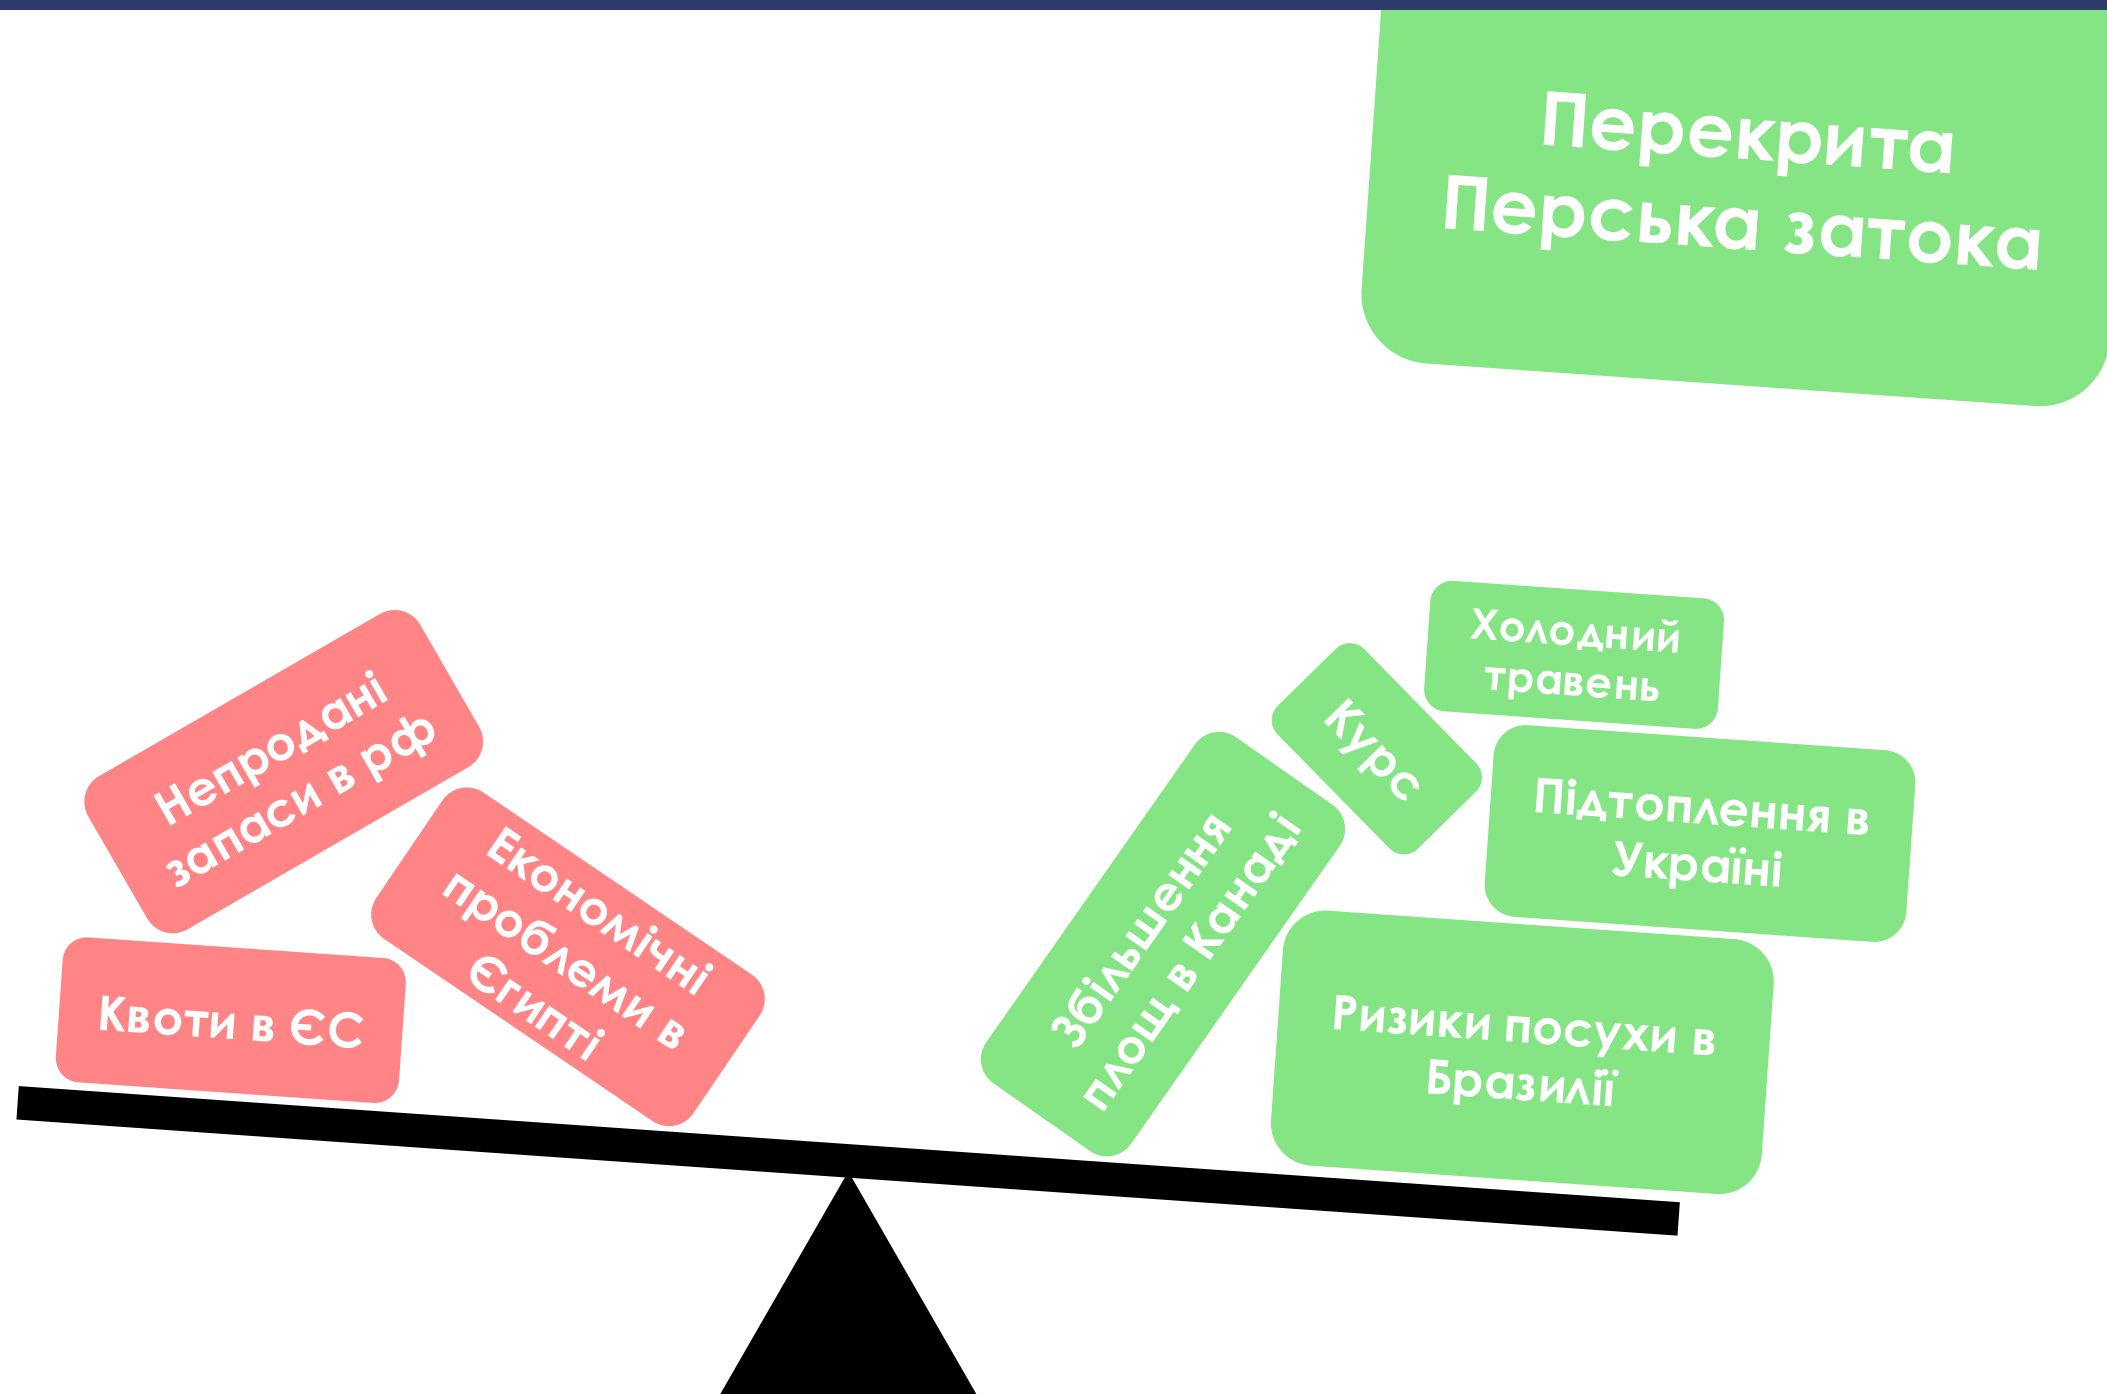 Перекрита
Перська затока
Непродані
запаси в рф
Економічні
проблеми в
Єгипті
Квоти в ЄС
Холодний
травень
Курс
Підтоплення в
Україні
Збільшення
площ в Канаді
Ризики посухи в
Бразилії